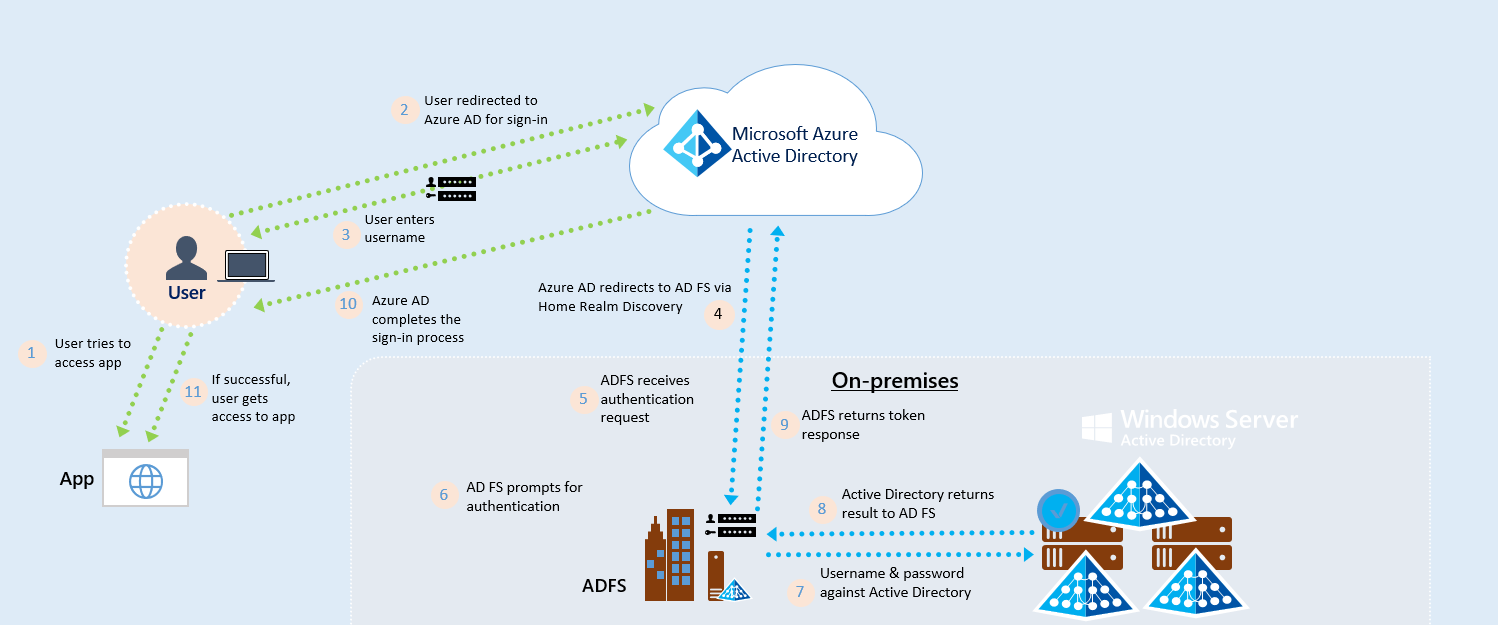 2
User redirected to
Azure AD for sign-in
Microsoft Azure
Active Directory
3
User enters
username
User
10
Azure AD
completes the
sign-in process
Azure AD redirects to AD FS via
Home Realm Discovery
4
1
User tries to
access app
11
If successful,
user gets
access to app
App
On-premises
5
ADFS receives
authentication
request
9
ADFS returns token
response
Windows Server
Active Directory
6
AD FS prompts for
authentication
8
Active Directory returns
result to AD FS
ADFS
7
Username & password
against Active Directory